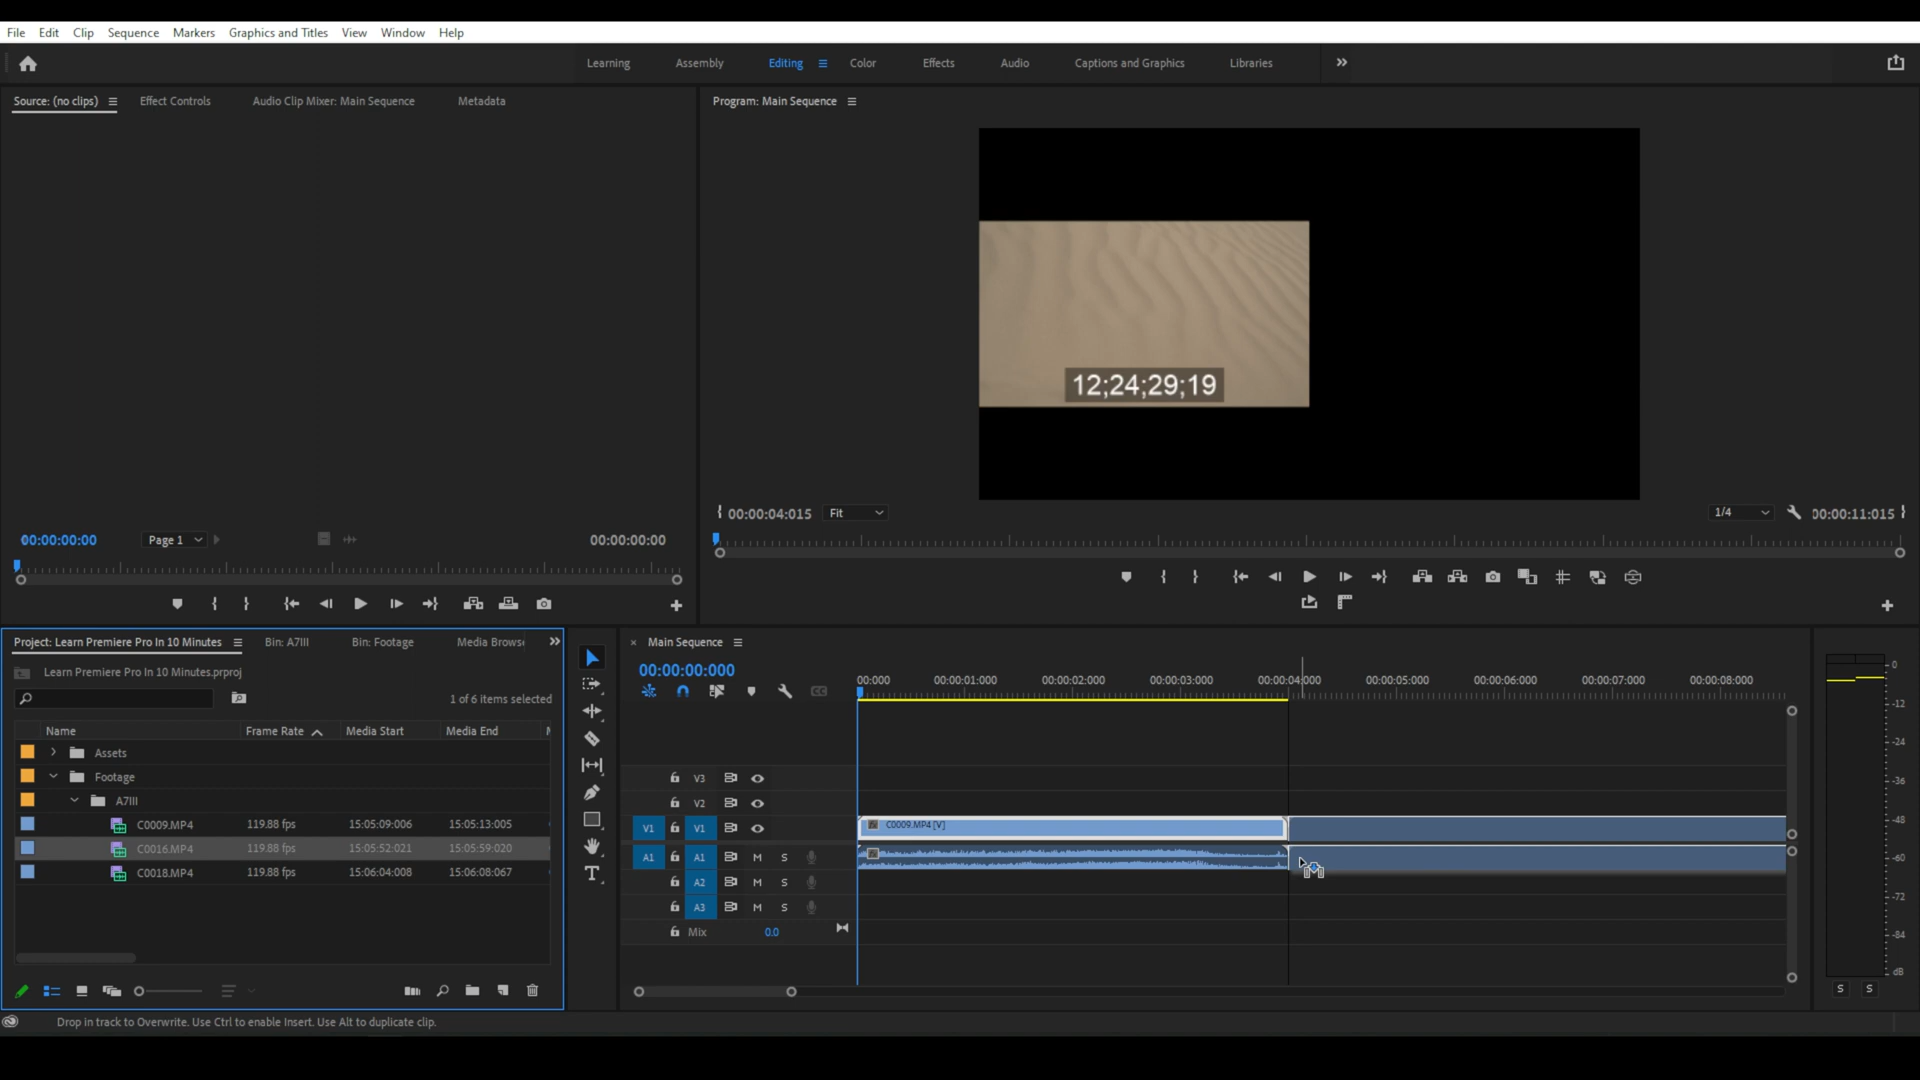 File Edit Clip Sequence Markers Graphics and Titles View Window Help
Learning Assembly Editing Color Effects Audio Captions and Graphics Libraries
Source: (no clips) Effect Controls Audio Clip Mixer: Main Sequence Metadata
Program: Main Sequence
12;24;29;19
00:00:04:015 Fit 1/4 00:00:11:015
00:00:00:00 Page 1 00:00:00:00
Project: Learn Premiere Pro In 10 Minutes Bin: A7III Bin: Footage Media Brows
Learn Premiere Pro In 10 Minutes.prproj
1 of 6 items selected
Name Frame Rate Media Start Media End
Assets
Footage
A7III
C0009.MP4 119.88 fps 15:05:09:006 15:05:13:005
C0016.MP4 119.88 fps 15:05:52:021 15:05:59:020
C0018.MP4 119.88 fps 15:06:04:008 15:06:08:067
Main Sequence
00:00:00:000
CC
00:000 00:00:01:000 00:00:02:000 00:00:03:000 00:00:04:000 00:00:05:000 00:00:06:000 00:00:07:000 00:00:08:000
V3
V2
V1 V1 C0009.MP4 [V]
A1 A1 M S
A2 M S
A3 M S
Mix 0.0
0
-12
-24
-36
-48
-60
-72
-84
dB
S S
Drop in track to Overwrite. Use Ctrl to enable Insert. Use Alt to duplicate clip.